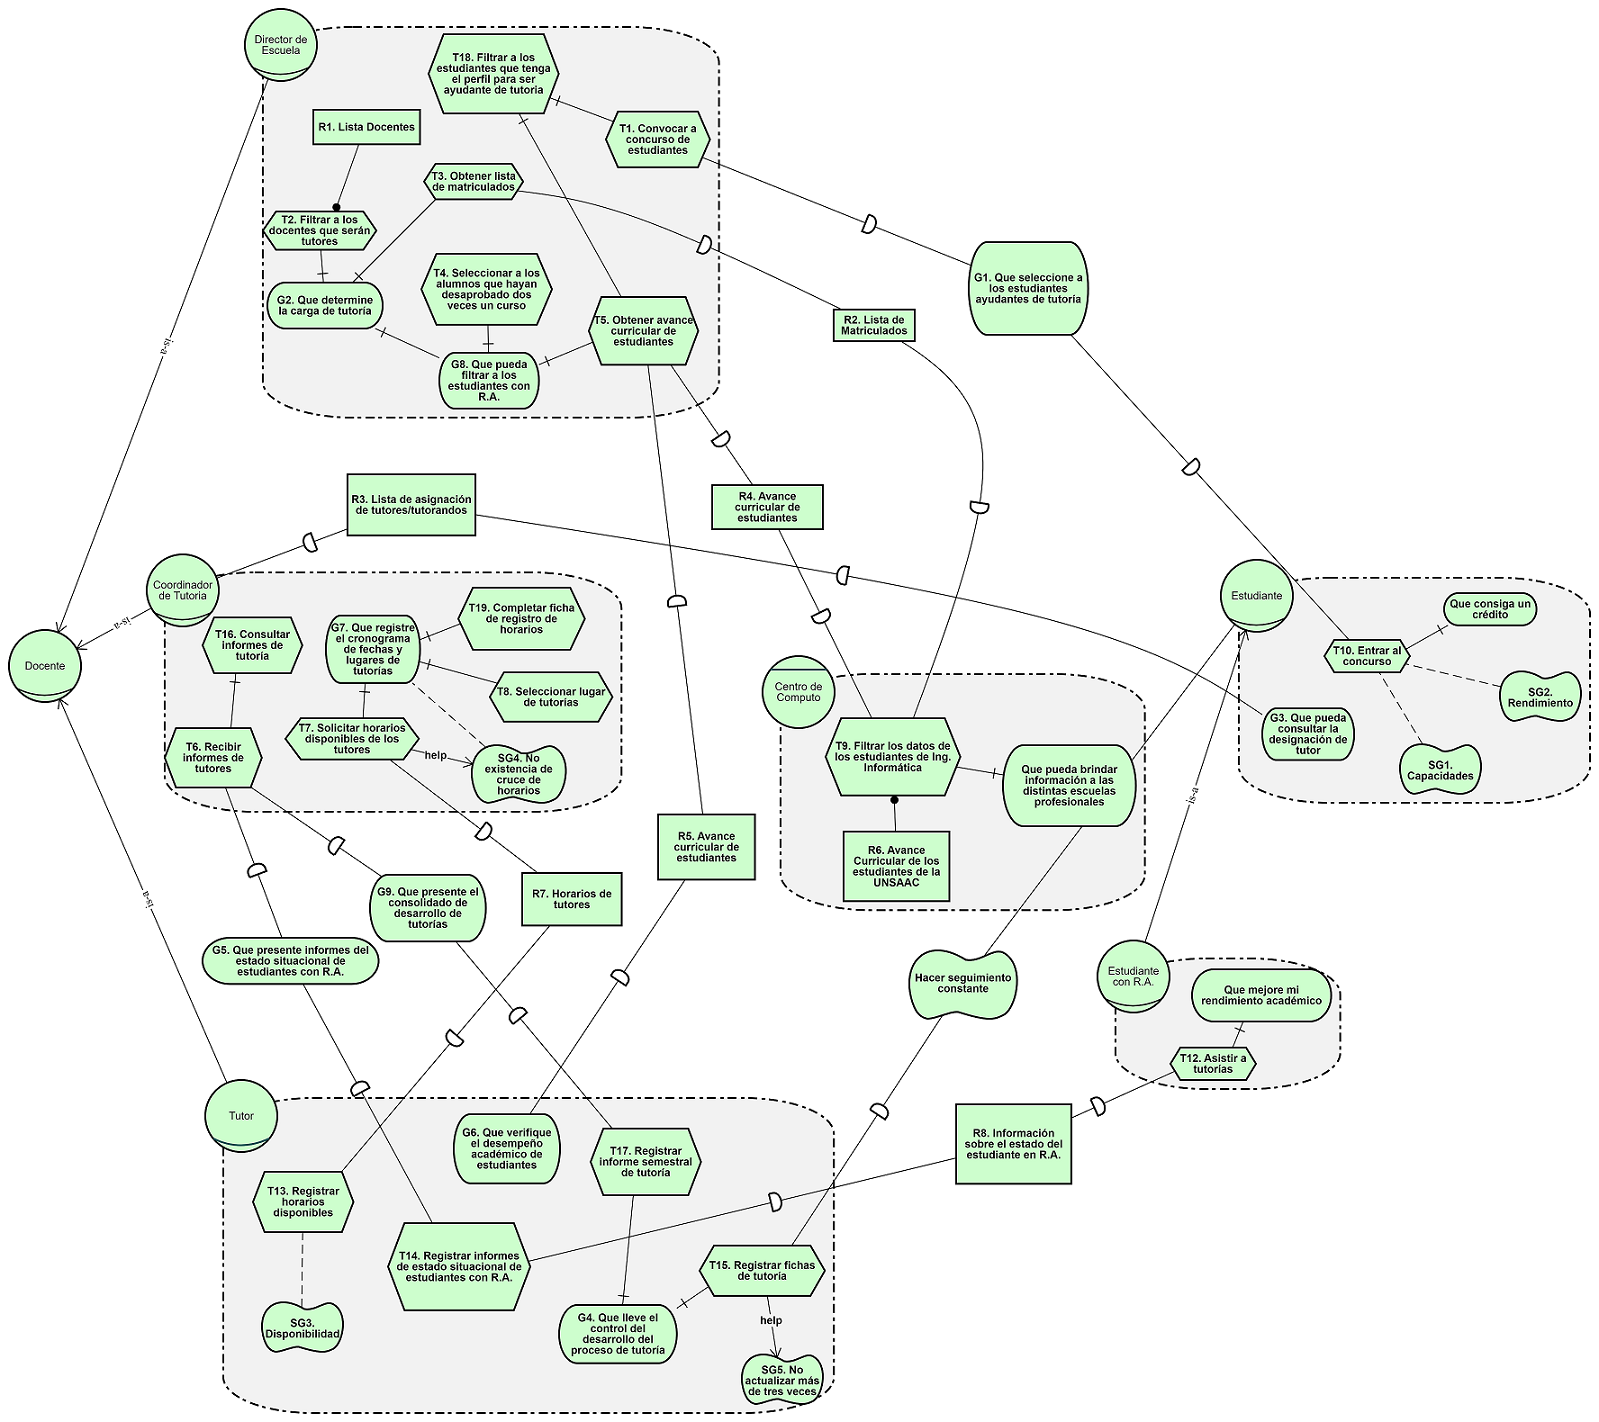 Director de
Escuela
T18. Filtrar a los
estudiantes que tenga
el perfil para ser
ayudante de tutoria
R1. Lista Docentes
T1. Convocar a
concurso de
estudiantes
T3. Obtener lista
de matriculados
T2. Filtrar a los
docentes que serán
tutores
T4. Seleccionar a los
alumnos que hayan
desaprobado dos
veces un curso
G2. Que determine
la carga de tutoría
T5. Obtener avance
curricular de
estudiantes
G8. Que pueda
filtrar a los
estudiantes con
R.A.
G1. Que seleccione a
los estudiantes
ayudantes de tutoría
R2. Lista de
Matriculados
is-a
R3. Lista de asignación
de tutores/tutorandos
R4. Avance
curricular de
estudiantes
Coordinador
de Tutoria
is-a
Docente
T16. Consultar
informes de
tutoría
G7. Que registre
el cronograma
de fechas y
lugares de
tutorías
T19. Completar ficha
de registro de
horarios
T8. Seleccionar lugar
de tutorías
T7. Solicitar horarios
disponibles de los
tutores
help
SG4. No
existencia de
cruce de
horarios
T6. Recibir
informes de
tutores
Estudiante
Que consiga un
crédito
T10. Entrar al
concurso
SG2.
Rendimiento
G3. Que pueda
consultar la
designación de
tutor
SG1.
Capacidades
Centro de
Computo
T9. Filtrar los datos de
los estudiantes de Ing.
Informática
Que pueda brindar
información a las
distintas escuelas
profesionales
R6. Avance
Curricular de los
estudiantes de la
UNSAAC
is-a
R5. Avance
curricular de
estudiantes
R7. Horarios de
tutores
G9. Que presente el
consolidado de
desarrollo de
tutorías
is-a
G5. Que presente informes del
estado situacional de
estudiantes con R.A.
Hacer seguimiento
constante
Estudiante
con R.A.
Que mejore mi
rendimiento académico
T12. Asistir a
tutorías
R8. Información
sobre el estado del
estudiante en R.A.
Tutor
G6. Que verifique
el desempeño
académico de
estudiantes
T17. Registrar
informe semestral
de tutoría
T13. Registrar
horarios
disponibles
T14. Registrar informes
de estado situacional de
estudiantes con R.A.
T15. Registrar fichas
de tutoría
SG3.
Disponibilidad
G4. Que lleve el
control del
desarrollo del
proceso de tutoría
help
SG5. No
actualizar más
de tres veces